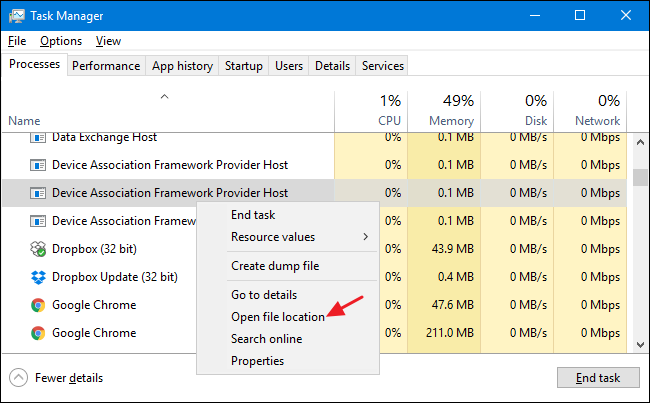 Task Manager
File Options View
Processes Performance App history Startup Users Details Services
1% 49% 0% 0%
Name CPU Memory Disk Network
Data Exchange Host 0% 0.1 MB 0 MB/s 0 Mbps
Device Association Framework Provider Host 0% 0.1 MB 0 MB/s 0 Mbps
Device Association Framework Provider Host 0% 0.1 MB 0 MB/s 0 Mbps
Device Association Framew 0% 0.1 MB 0 MB/s 0 Mbps
Dropbox (32 bit) 43.9 MB 0 MB/s 0 Mbps
Dropbox Update (32 bit) 0% 0.4 MB 0 MB/s 0 Mbps
Google Chrome 0% 47.6 MB 0 MB/s 0 Mbps
Google Chrome 0% 211.0 MB 0 MB/s 0 Mbps
End task
Resource values
Create dump file
Go to details
Open file location
Search online
Properties
Fewer details End task